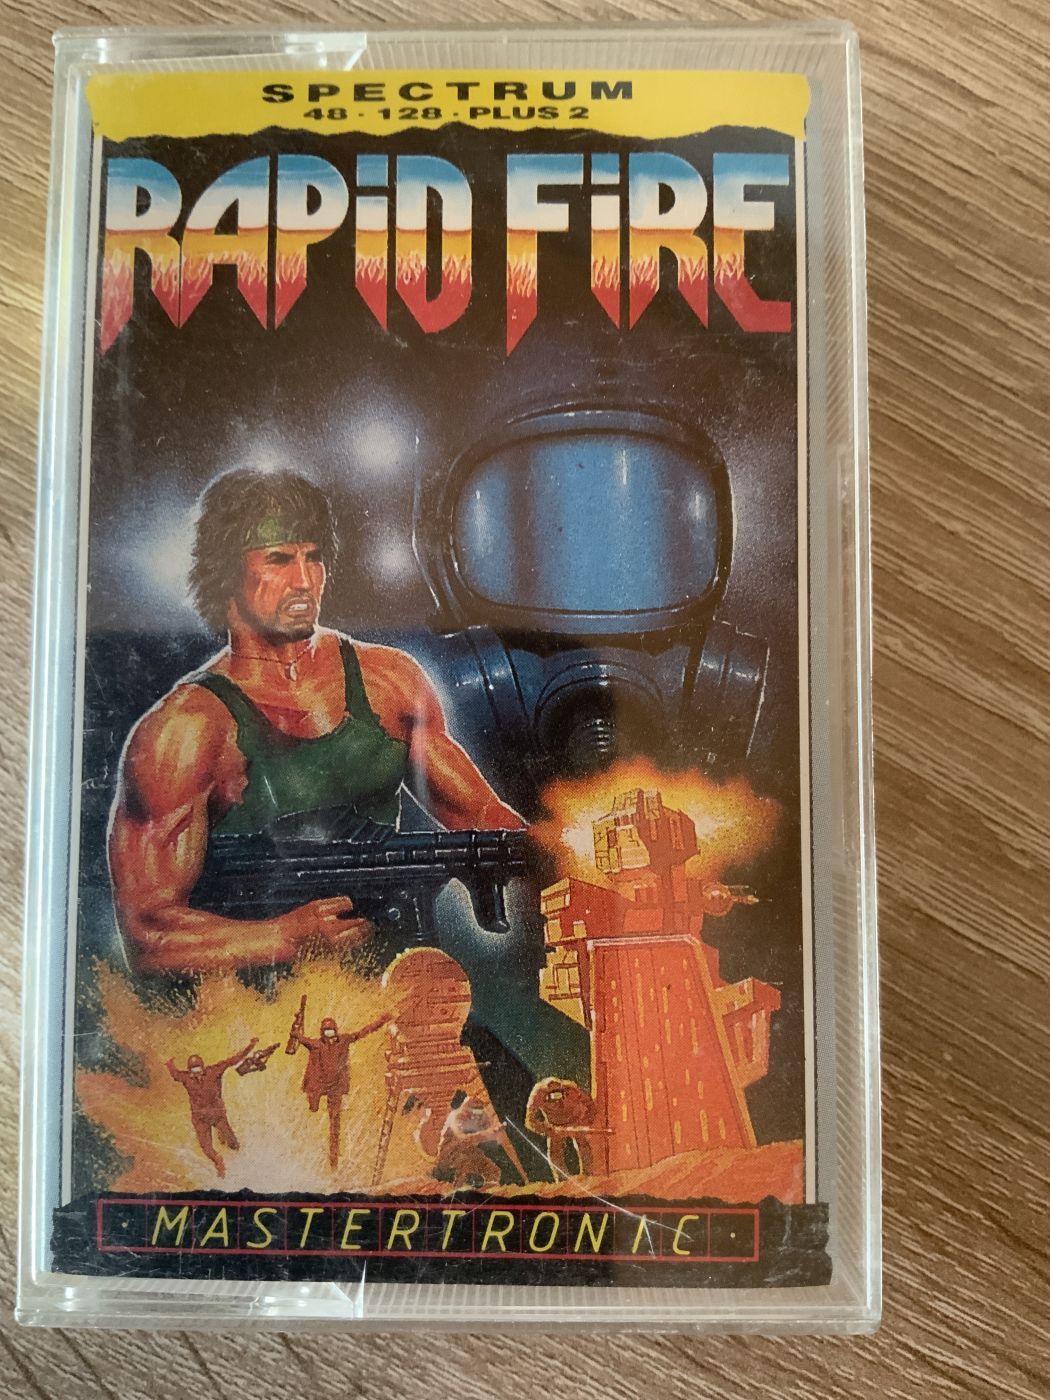 SPECTRUM
48 · 128 · PLUS 2
RAPiD FiRE
· MASTERTRONIC ·